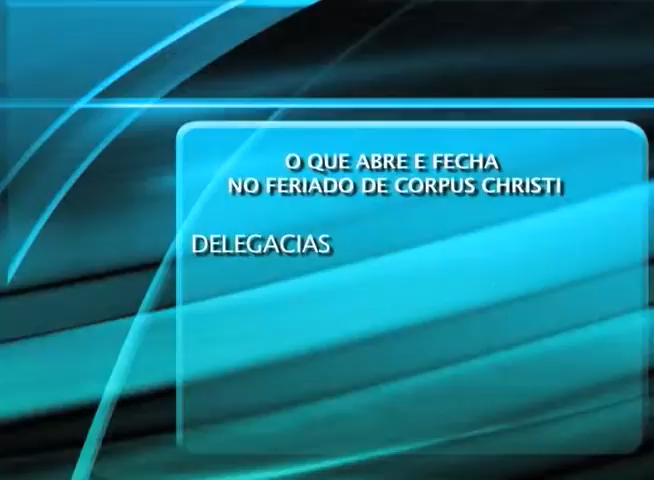 O QUE ABRE E FECHA
NO FERIADO DE CORPUS CHRISTI
DELEGACIAS